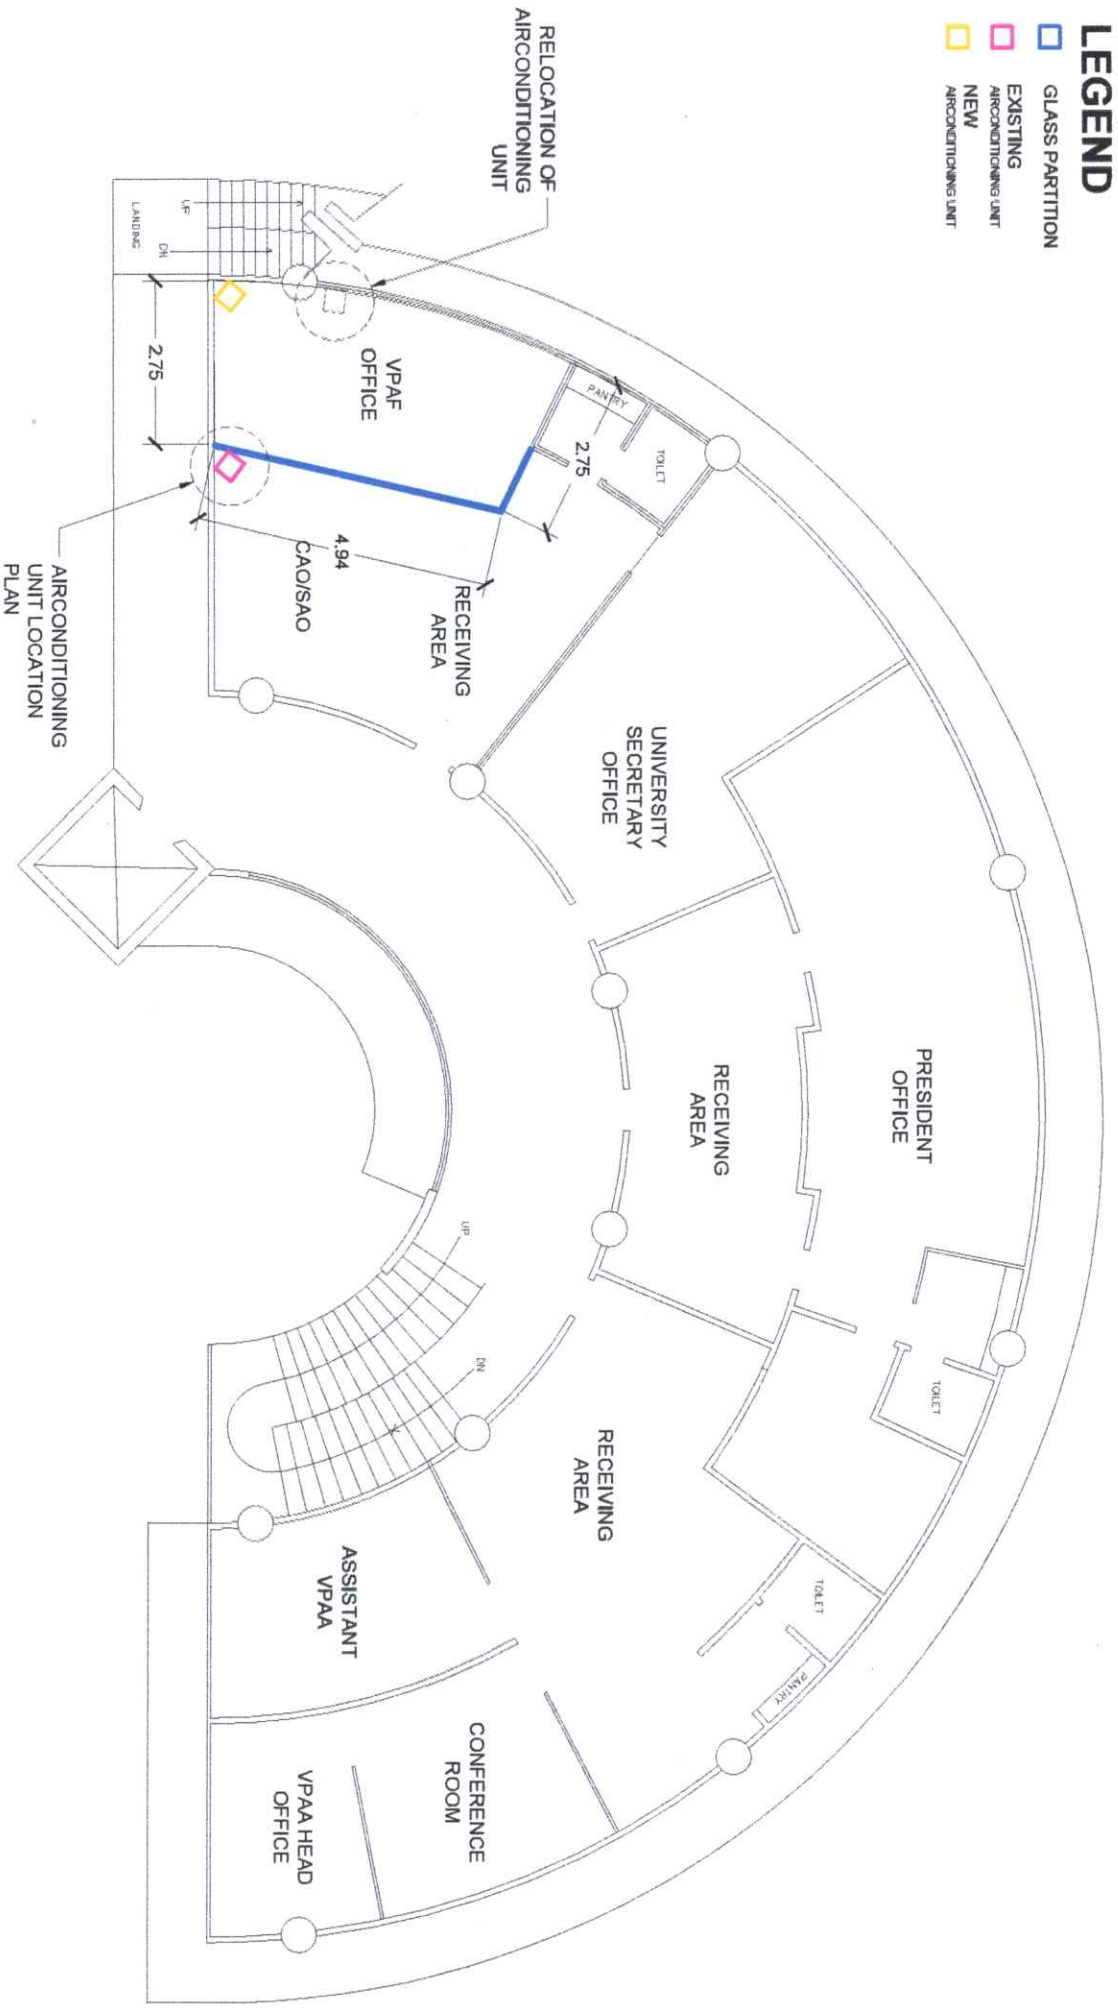 LEGEND
GLASS PARTITION
EXISTING
AIRCONDITIONING UNIT
NEW
AIRCONDITIONING UNIT
RELOCATION OF
AIRCONDITIONING
UNIT
UP
DN
LANDING
2.75
VPAF
OFFICE
PANTRY
TOILET
2.75
4.94
CAO/SAO
RECEIVING
AREA
AIRCONDITIONING
UNIT LOCATION
PLAN
UNIVERSITY
SECRETARY
OFFICE
PRESIDENT
OFFICE
RECEIVING
AREA
TOILET
UP
DN
RECEIVING
AREA
TOILET
PANTRY
ASSISTANT
VPAA
CONFERENCE
ROOM
VPAA HEAD
OFFICE